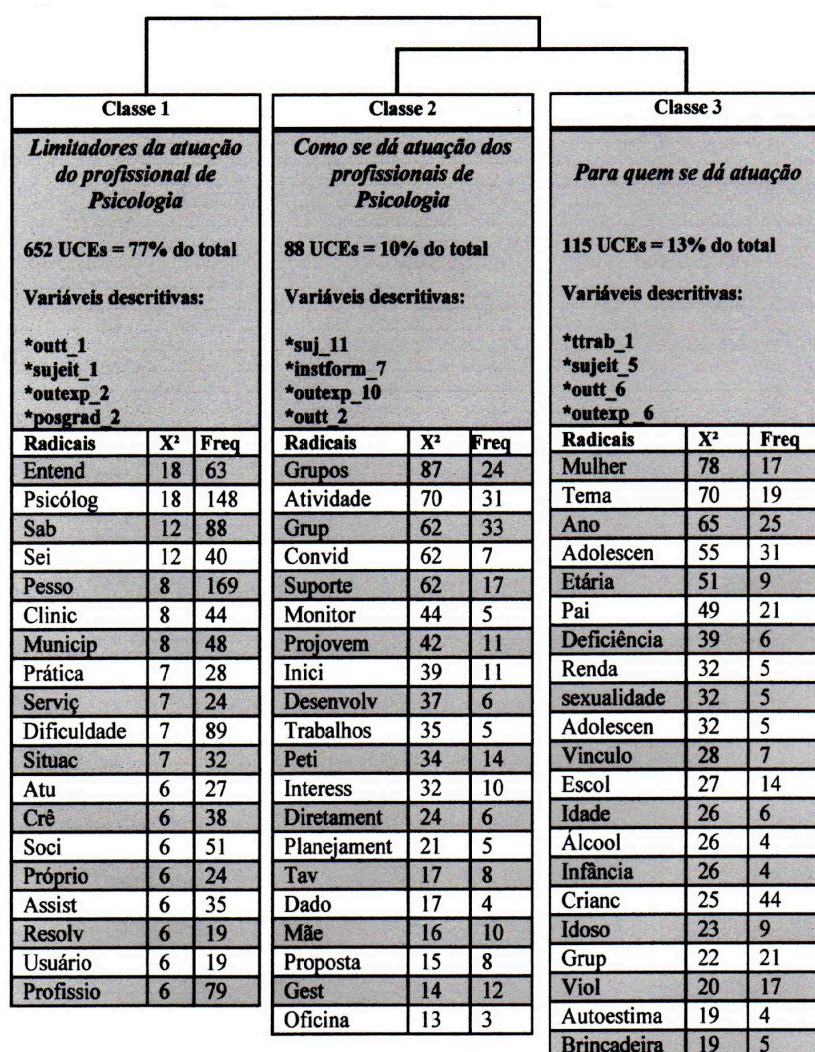 Classe 1
Limitadores da atuação
do profissional de
Psicologia
652 UCEs = 77% do total
Variáveis descritivas:
*outt_1
*sujeit_1
*outexp_2
*posgrad_2
Radicais X² Freq
Entend 18 63
Psicólog 18 148
Sab 12 88
Sei 12 40
Pesso 8 169
Clinic 8 44
Municip 8 48
Prática 7 28
Serviç 7 24
Dificuldade 7 89
Situac 7 32
Atu 6 27
Crê 6 38
Soci 6 51
Próprio 6 24
Assist 6 35
Resolv 6 19
Usuário 6 19
Profissio 6 79
Classe 2
Como se dá atuação dos
profissionais de
Psicologia
88 UCEs = 10% do total
Variáveis descritivas:
*suj_11
*instform_7
*outexp_10
*outt_2
Radicais X² Freq
Grupos 87 24
Atividade 70 31
Grup 62 33
Convid 62 7
Suporte 62 17
Monitor 44 5
Projovem 42 11
Inici 39 11
Desenvolv 37 6
Trabalhos 35 5
Peti 34 14
Interess 32 10
Diretament 24 6
Planejament 21 5
Tav 17 8
Dado 17 4
Mãe 16 10
Proposta 15 8
Gest 14 12
Oficina 13 3
Classe 3
Para quem se dá atuação
115 UCEs = 13% do total
Variáveis descritivas:
*ttrab_1
*sujeit_5
*outt_6
*outexp_6
Radicais X² Freq
Mulher 78 17
Tema 70 19
Ano 65 25
Adolescen 55 31
Etária 51 9
Pai 49 21
Deficiência 39 6
Renda 32 5
sexualidade 32 5
Adolescen 32 5
Vinculo 28 7
Escol 27 14
Idade 26 6
Álcool 26 4
Infância 26 4
Crianc 25 44
Idoso 23 9
Grup 22 21
Viol 20 17
Autoestima 19 4
Brincadeira 19 5